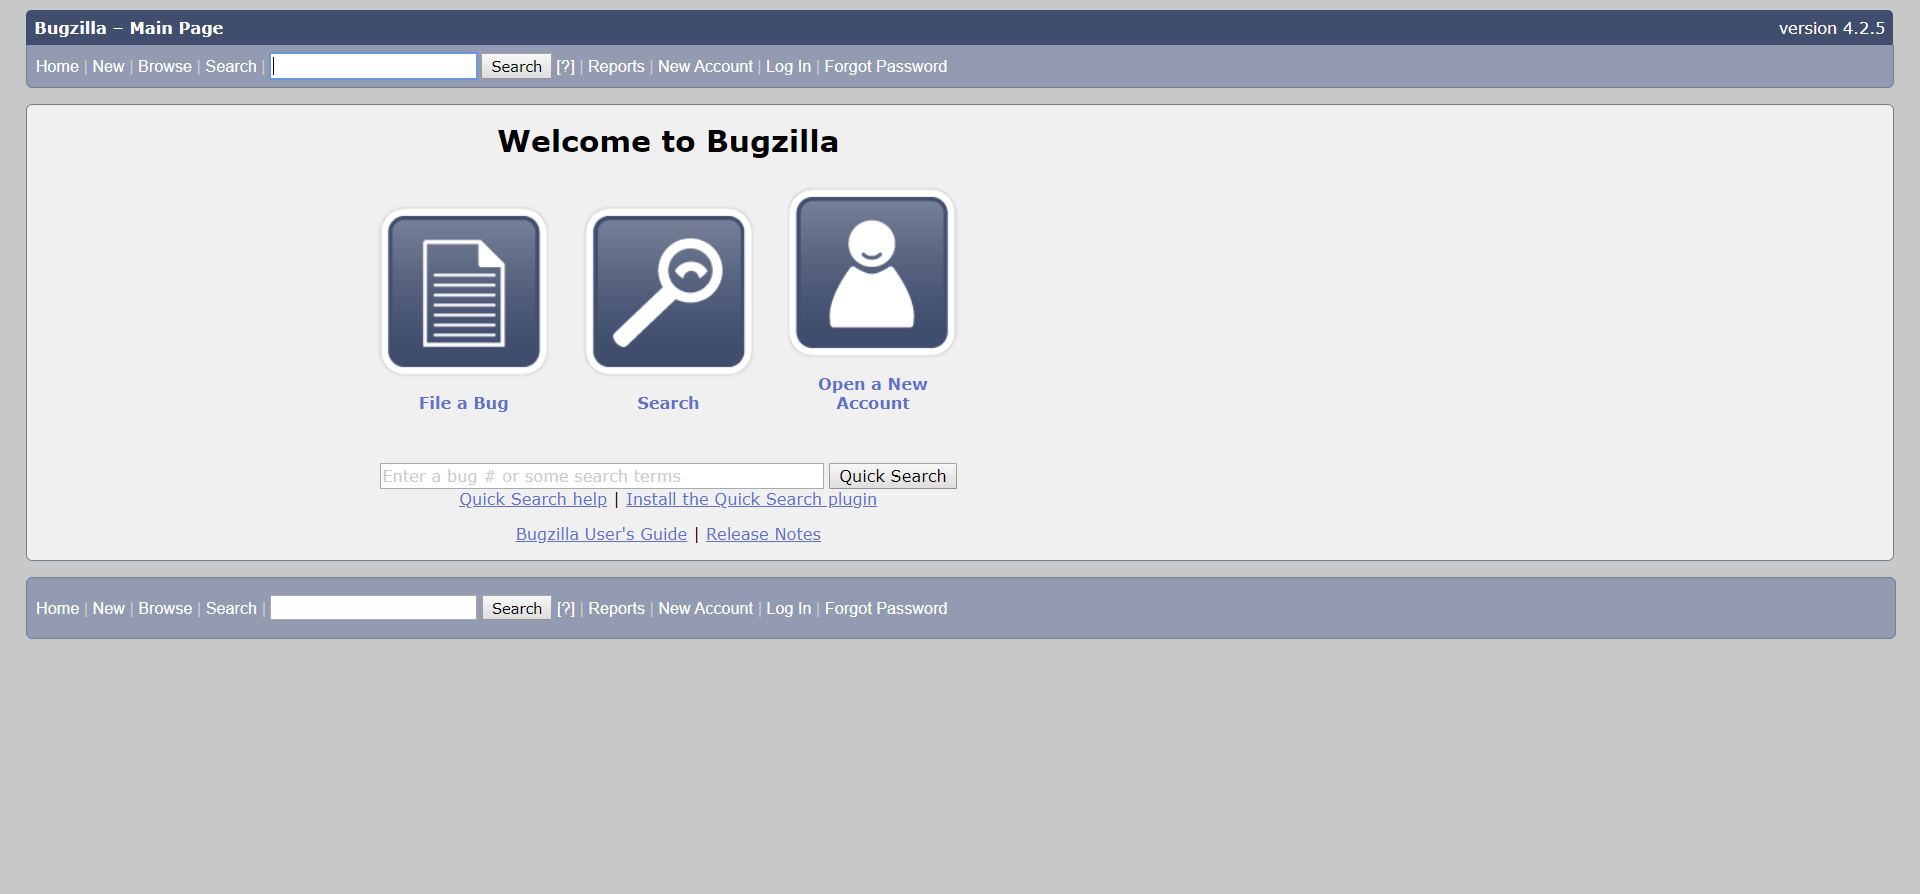 Bugzilla – Main Page
version 4.2.5
Home | New | Browse | Search | Search [?] | Reports | New Account | Log In | Forgot Password
Welcome to Bugzilla
File a Bug
Search
Open a New
Account
Enter a bug # or some search terms Quick Search
Quick Search help | Install the Quick Search plugin
Bugzilla User's Guide | Release Notes
Home | New | Browse | Search | Search [?] | Reports | New Account | Log In | Forgot Password